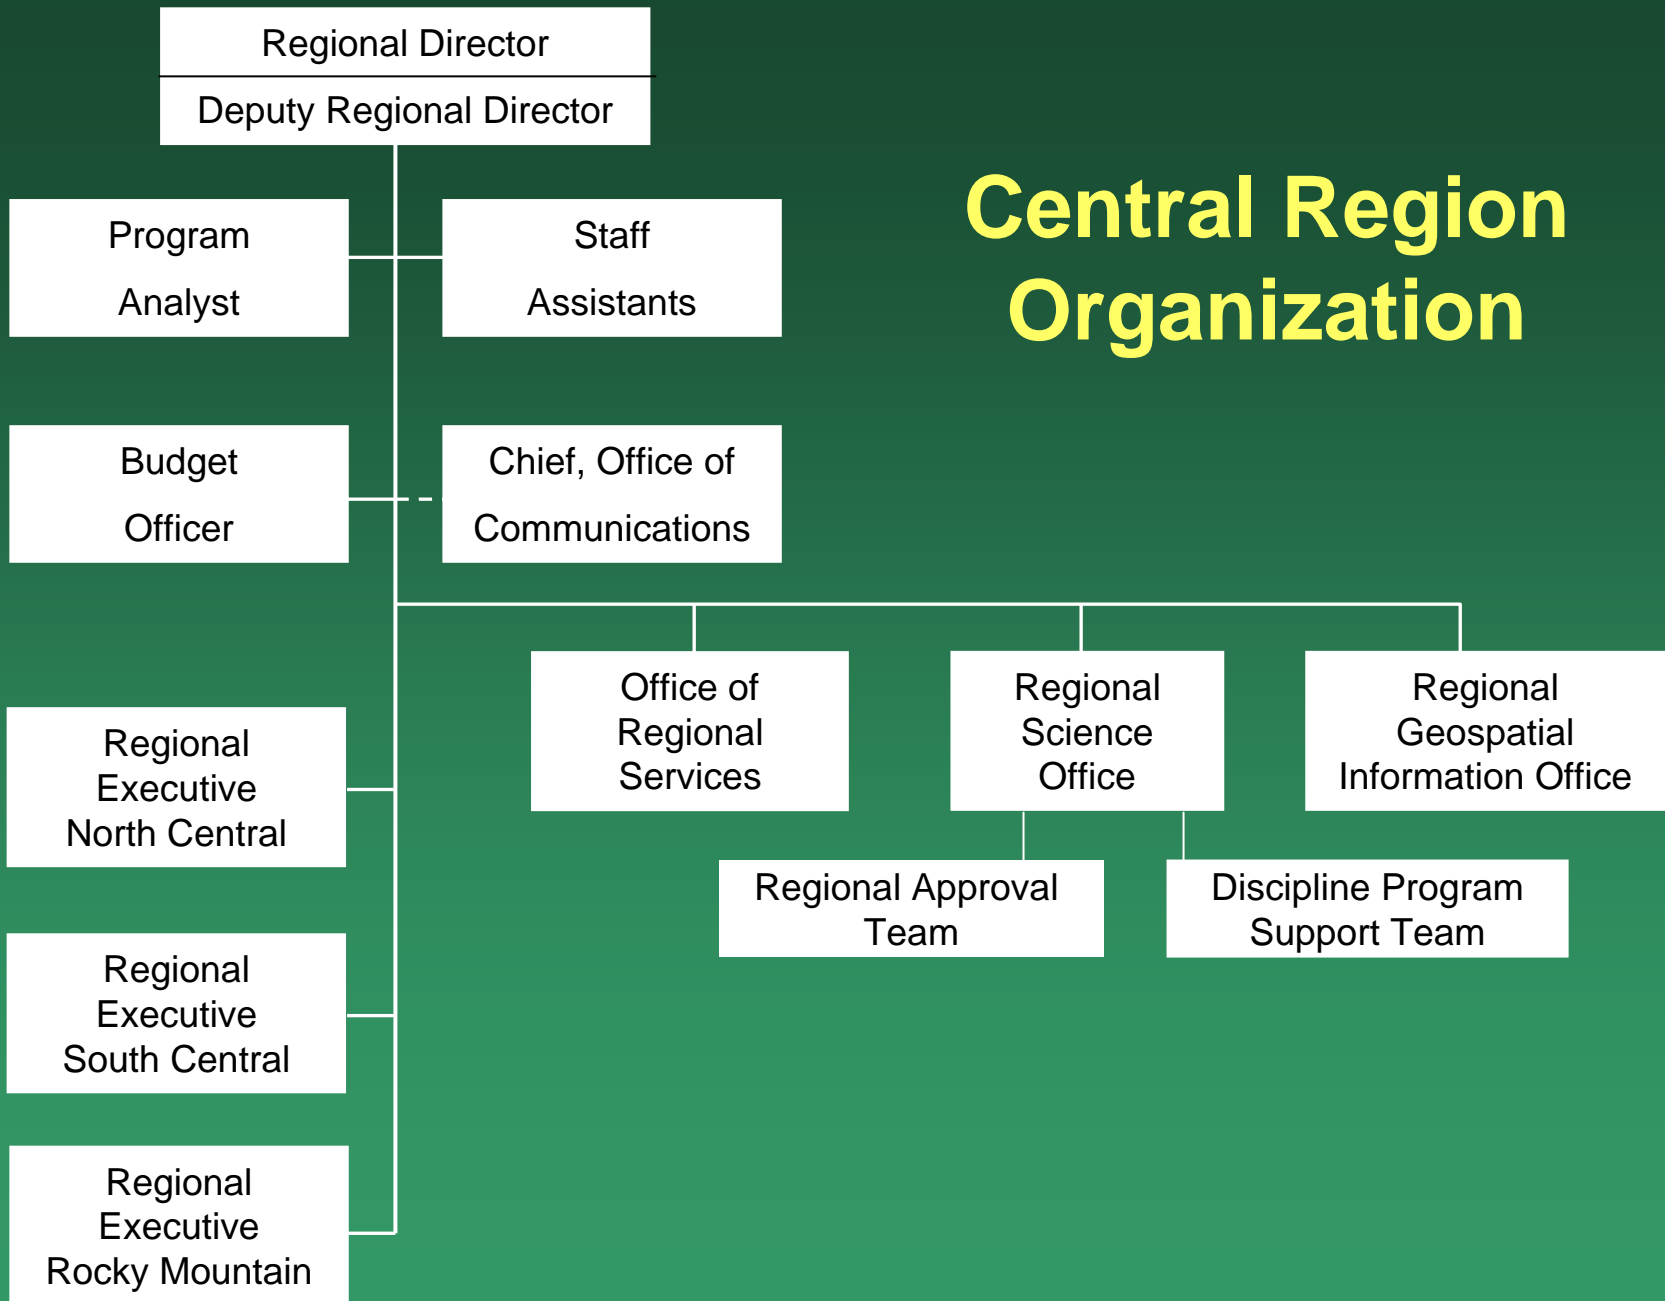 Regional Director
Deputy Regional Director
Central Region
Organization
Program
Analyst
Staff
Assistants
Budget
Officer
Chief, Office of
Communications
Office of
Regional
Services
Regional
Science
Office
Regional
Geospatial
Information Office
Regional
Executive
North Central
Regional Approval
Team
Discipline Program
Support Team
Regional
Executive
South Central
Regional
Executive
Rocky Mountain